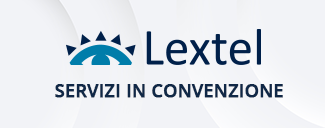 Lextel
SERVIZI IN CONVENZIONE